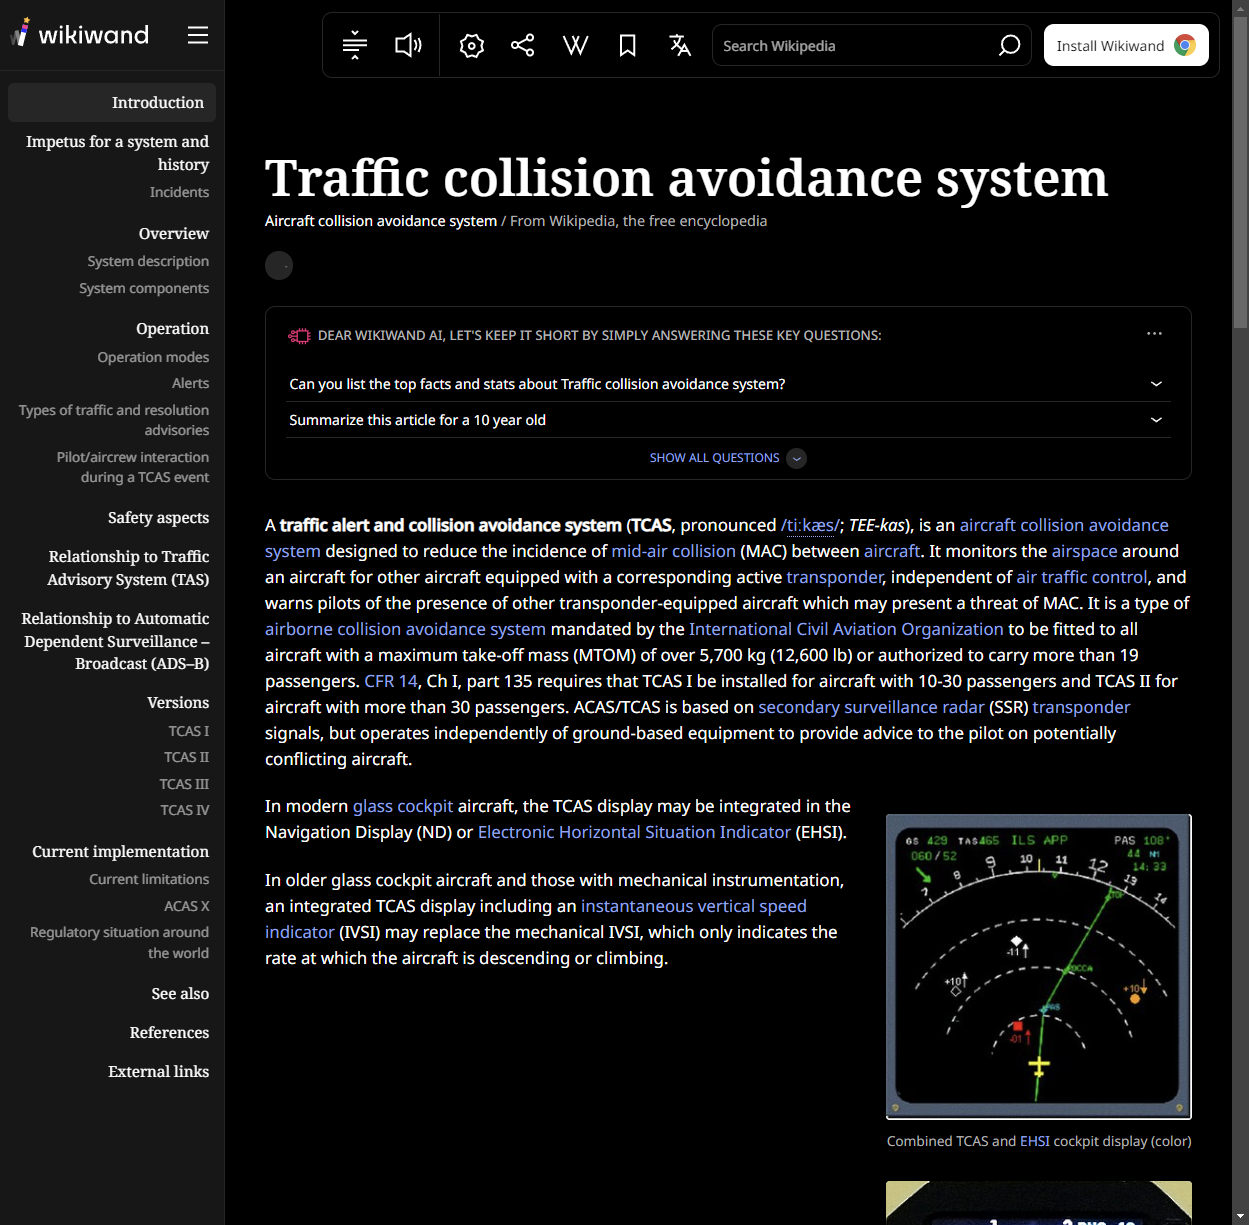 wikiwand
Search Wikipedia
Install Wikiwand
Introduction
Impetus for a system and
history
Incidents
Overview
System description
System components
Operation
Operation modes
Alerts
Types of traffic and resolution
advisories
Pilot/aircrew interaction
during a TCAS event
Safety aspects
Relationship to Traffic
Advisory System (TAS)
Relationship to Automatic
Dependent Surveillance –
Broadcast (ADS–B)
Versions
TCAS I
TCAS II
TCAS III
TCAS IV
Current implementation
Current limitations
ACAS X
Regulatory situation around
the world
See also
References
External links
Traffic collision avoidance system
Aircraft collision avoidance system / From Wikipedia, the free encyclopedia
DEAR WIKIWAND AI, LET'S KEEP IT SHORT BY SIMPLY ANSWERING THESE KEY QUESTIONS:
Can you list the top facts and stats about Traffic collision avoidance system?
Summarize this article for a 10 year old
SHOW ALL QUESTIONS
A traffic alert and collision avoidance system (TCAS, pronounced /tiːkæs/; TEE-kas), is an aircraft collision avoidance
system designed to reduce the incidence of mid-air collision (MAC) between aircraft. It monitors the airspace around
an aircraft for other aircraft equipped with a corresponding active transponder, independent of air traffic control, and
warns pilots of the presence of other transponder-equipped aircraft which may present a threat of MAC. It is a type of
airborne collision avoidance system mandated by the International Civil Aviation Organization to be fitted to all
aircraft with a maximum take-off mass (MTOM) of over 5,700 kg (12,600 lb) or authorized to carry more than 19
passengers. CFR 14, Ch I, part 135 requires that TCAS I be installed for aircraft with 10-30 passengers and TCAS II for
aircraft with more than 30 passengers. ACAS/TCAS is based on secondary surveillance radar (SSR) transponder
signals, but operates independently of ground-based equipment to provide advice to the pilot on potentially
conflicting aircraft.
In modern glass cockpit aircraft, the TCAS display may be integrated in the
Navigation Display (ND) or Electronic Horizontal Situation Indicator (EHSI).
In older glass cockpit aircraft and those with mechanical instrumentation,
an integrated TCAS display including an instantaneous vertical speed
indicator (IVSI) may replace the mechanical IVSI, which only indicates the
rate at which the aircraft is descending or climbing.
GS 429 TAS465 ILS APP PAS 108°
060/52 44 NM
14:33
7 8 9 10 11 12 13 14
-11
+10
+10
-01
Combined TCAS and EHSI cockpit display (color)